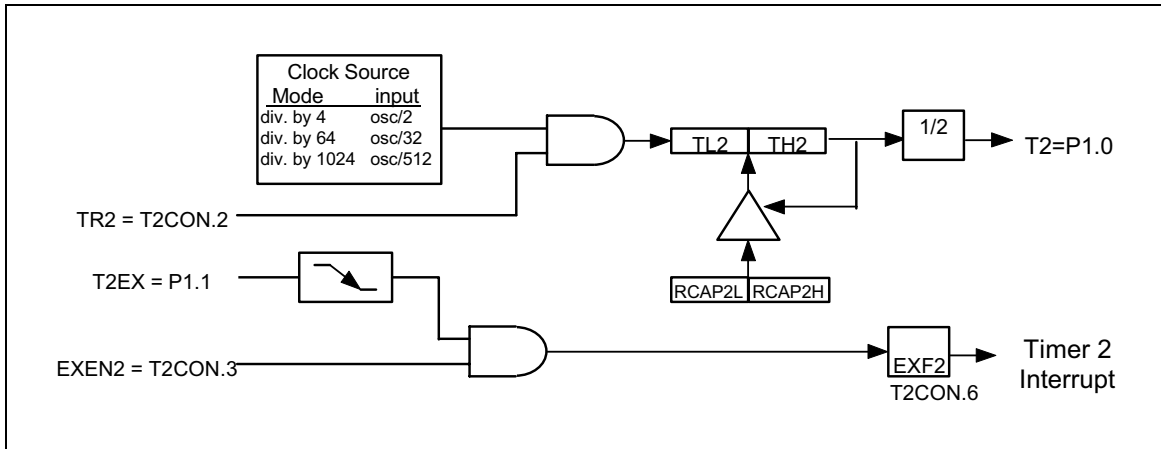 Clock Source
Mode input
div. by 4 osc/2
div. by 64 osc/32
div. by 1024 osc/512
TL2 TH2
1/2
T2=P1.0
TR2 = T2CON.2
T2EX = P1.1
RCAP2L RCAP2H
EXEN2 = T2CON.3
EXF2
T2CON.6
Timer 2
Interrupt